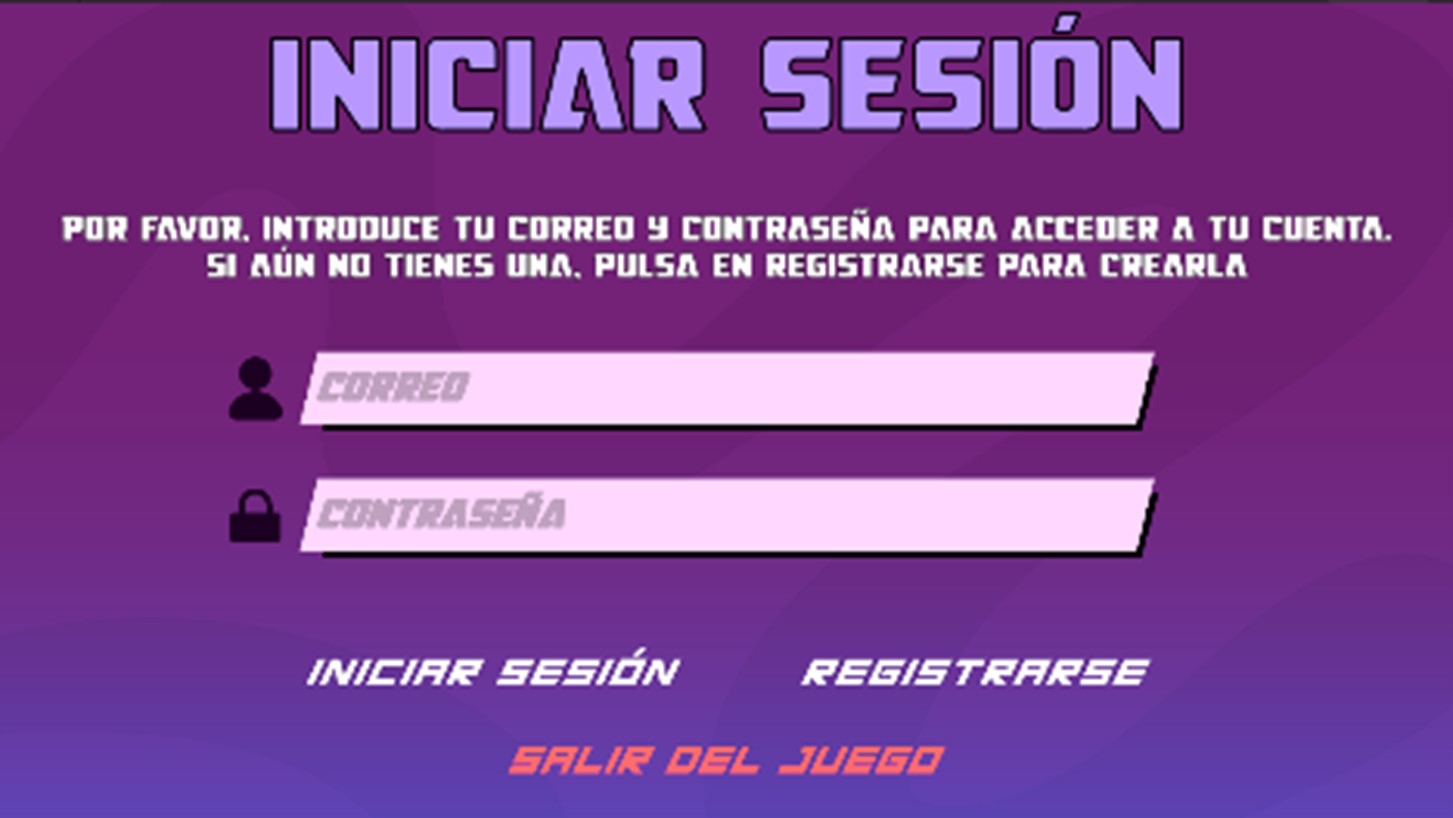 INICIAR SESIÓN
POR FAVOR, INTRODUCE TU CORREO Y CONTRASEÑA PARA ACCEDER A TU CUENTA.
SI AÚN NO TIENES UNA, PULSA EN REGISTRARSE PARA CREARLA
CORREO
CONTRASEÑA
INICIAR SESIÓN REGISTRARSE
SALIR DEL JUEGO